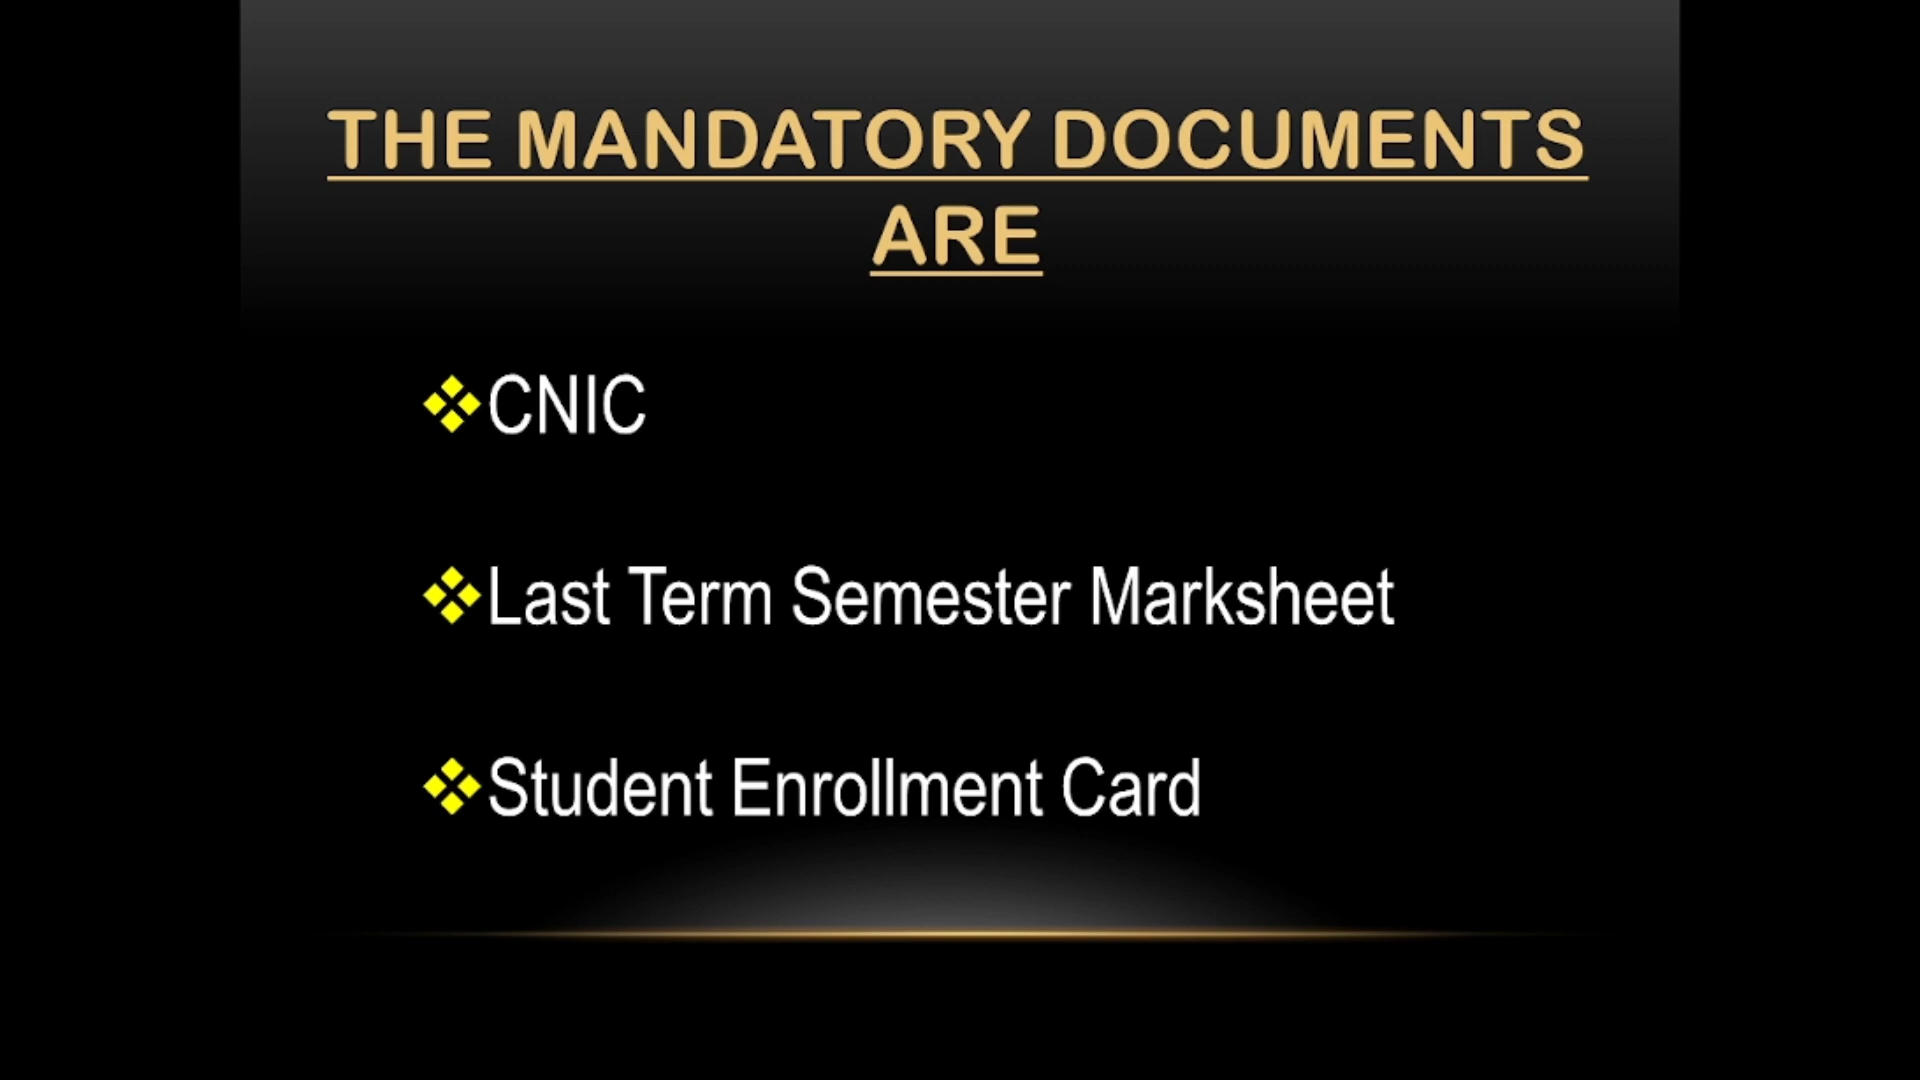 THE MANDATORY DOCUMENTS
ARE
❖CNIC
❖Last Term Semester Marksheet
❖Student Enrollment Card